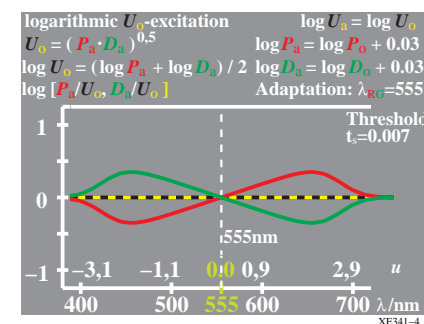 logarithmic Uₒ-excitation log Uₐ = log Uₒ
Uₒ = ( Pₐ·Dₐ )^0,5 log Pₐ = log Pₒ + 0.03
log Uₒ = (log Pₐ + log Dₐ) / 2 log Dₐ = log Dₒ + 0.03
log [Pₐ/Uₒ, Dₐ/Uₒ ] Adaptation: λRG=555
Threshold
1
tₛ=0.007
0
555nm
−1 −3,1 −1,1 0,0 0,9 2,9 u
400 500 555 600 700 λ/nm
XE341–4